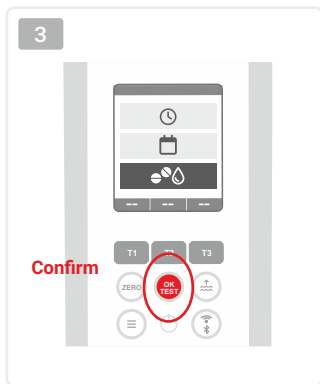 3
-- -- --
T1 T2 T3
Confirm
ZERO OK TEST